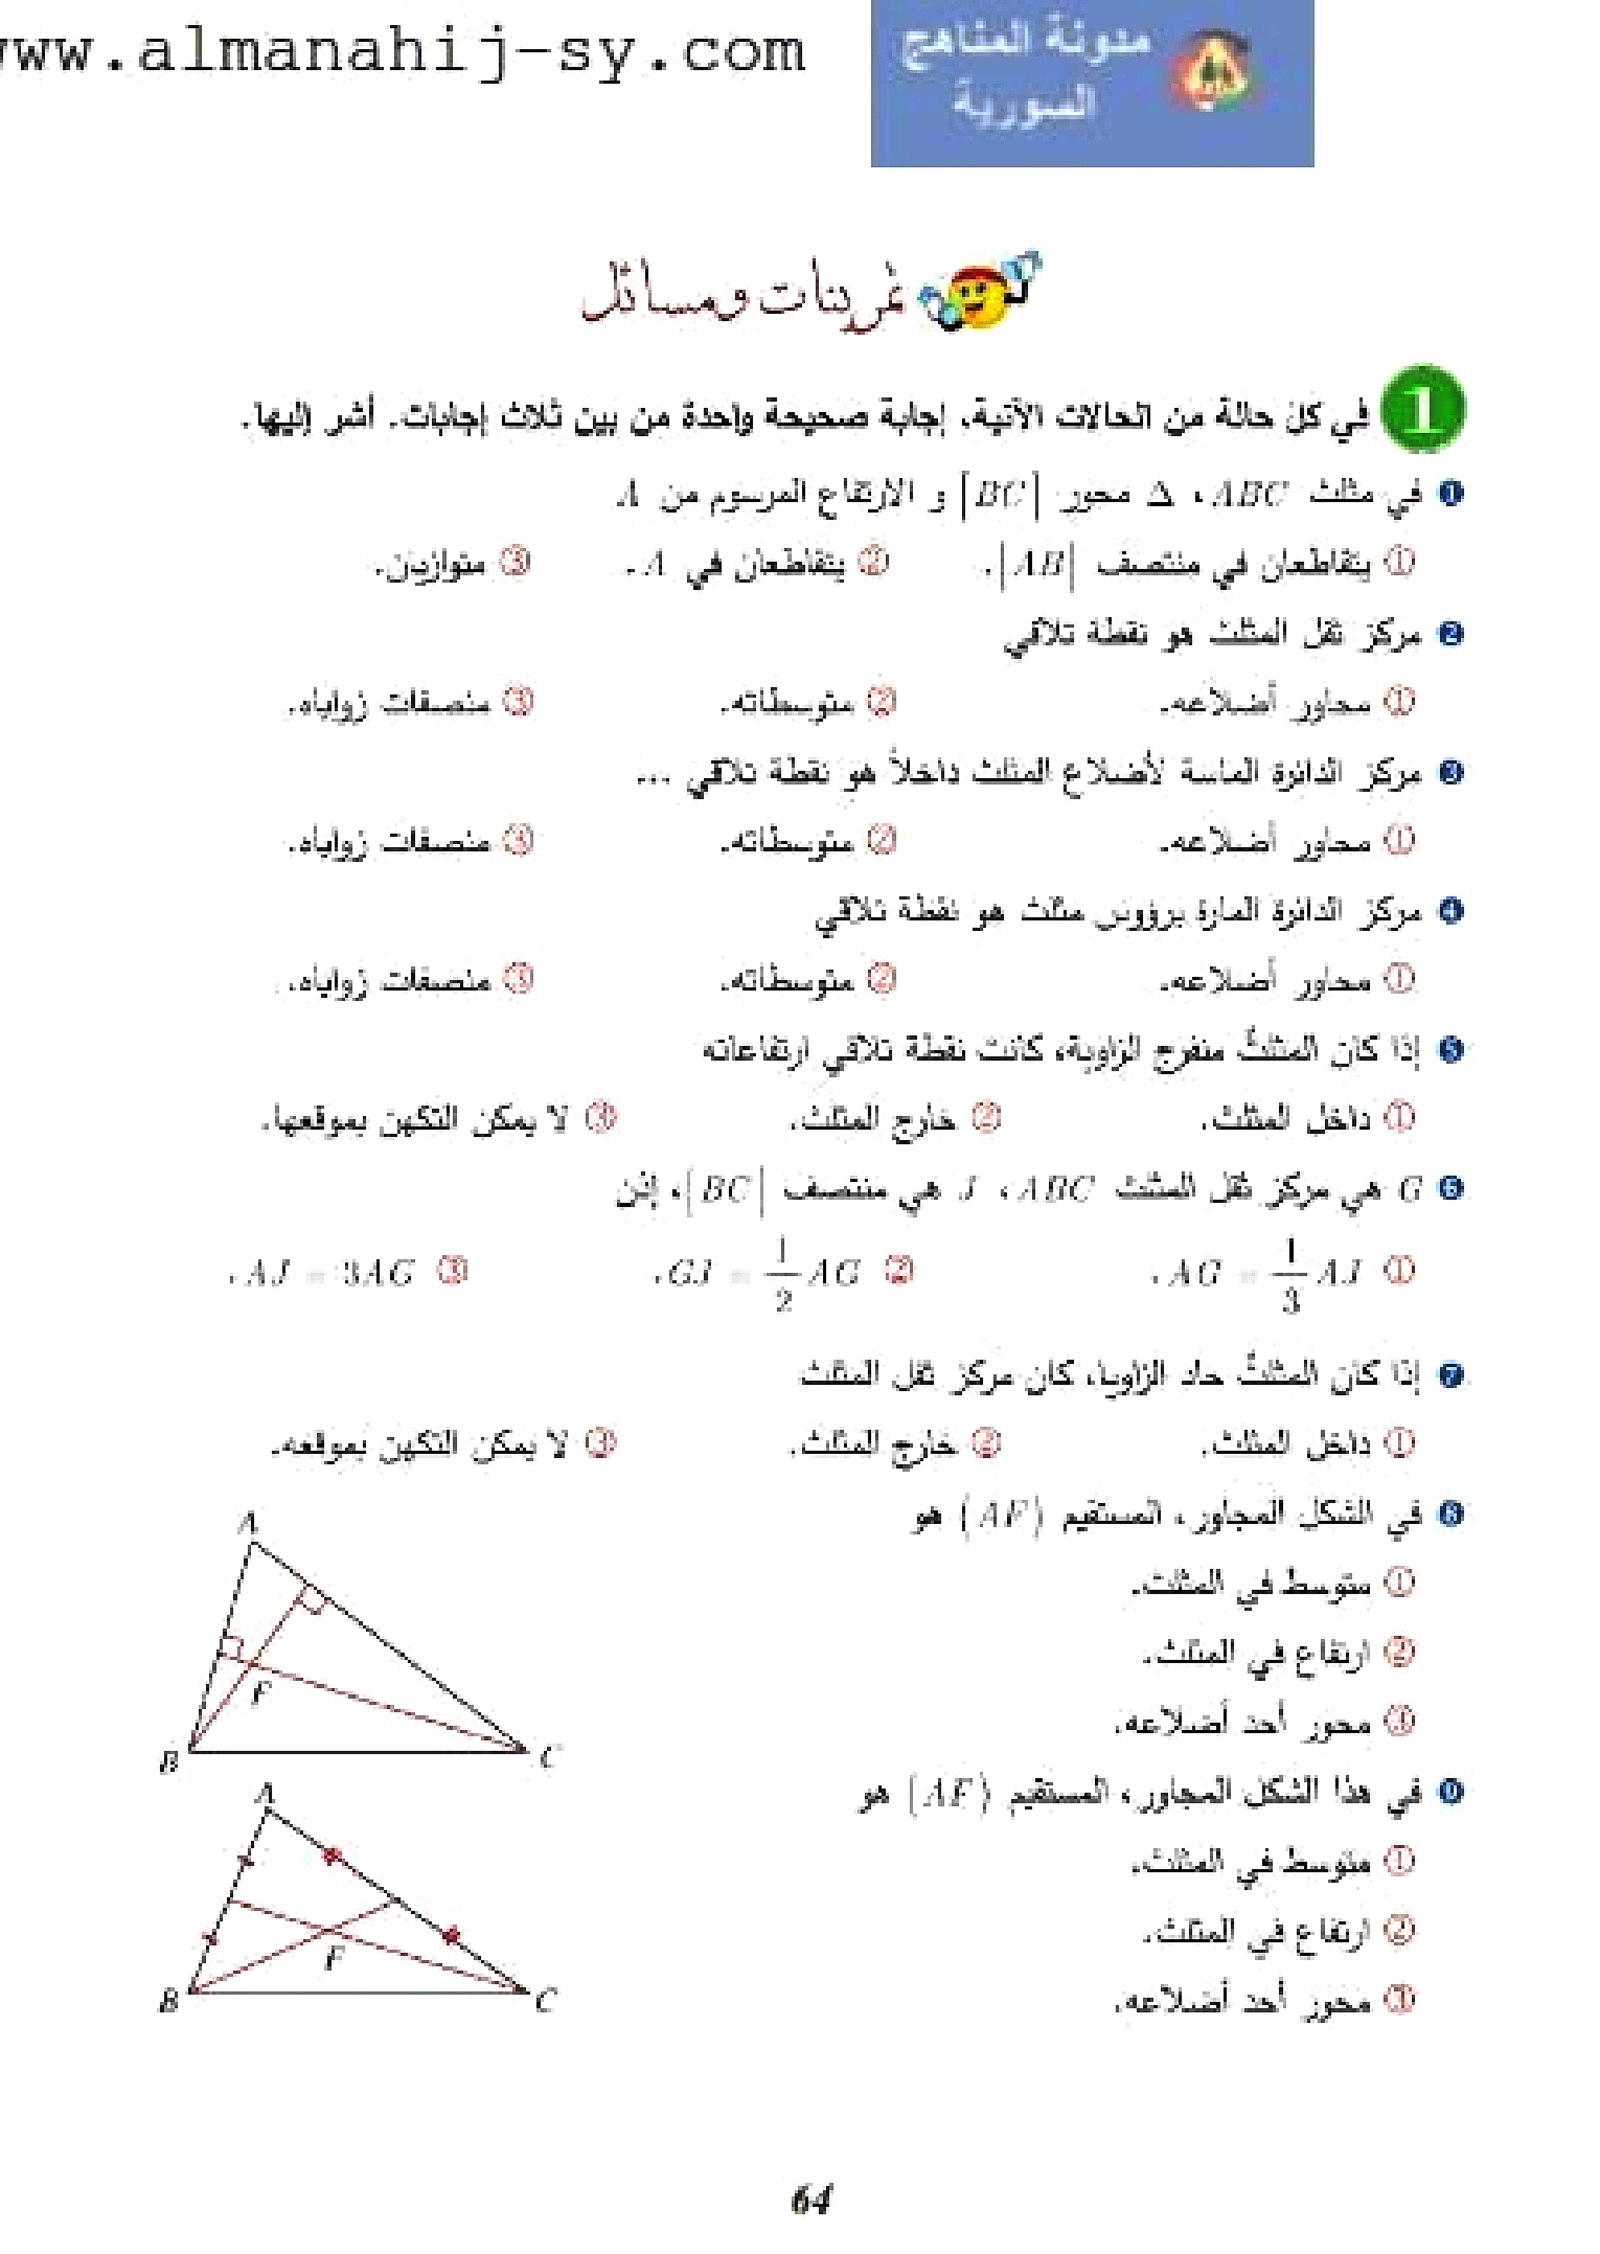 www.almanahij-sy.com
مدونة المناهج
السورية
تمرينات ومسائل
1 في كل حالة من الحالات الآتية، إجابة صحيحة واحدة من بين ثلاث إجابات. أشر إليها.
1 في مثلث ABC، Δ محور [BC] و الارتفاع المرسوم من A
① يتقاطعان في منتصف [AB]. ② يتقاطعان في A. ③ متوازيان.
2 مركز ثقل المثلث هو نقطة تلاقي
① محاور أضلاعه. ② متوسطاته. ③ منصفات زواياه.
3 مركز الدائرة الماسة لأضلاع المثلث داخلاً هو نقطة تلاقي ...
① محاور أضلاعه. ② متوسطاته. ③ منصفات زواياه.
4 مركز الدائرة المارة برؤوس مثلث هو نقطة تلاقي
① محاور أضلاعه. ② متوسطاته. ③ منصفات زواياه.
5 إذا كان المثلثُ منفرج الزاوية، كانت نقطة تلاقي ارتفاعاته
① داخل المثلث. ② خارج المثلث. ③ لا يمكن التكهن بموقعها.
6 G هي مركز ثقل المثلث ABC، I هي منتصف [BC]، إذن
① AG = 1/3 AI، ② GI = 1/2 AG، ③ AI = 3AG،
7 إذا كان المثلثُ حاد الزوايا، كان مركز ثقل المثلث
① داخل المثلث. ② خارج المثلث. ③ لا يمكن التكهن بموقعه.
8 في الشكل المجاور، المستقيم (AF) هو
① متوسط في المثلث.
② ارتفاع في المثلث.
③ محور أحد أضلاعه.
A
F
B C
9 في هذا الشكل المجاور، المستقيم (AF) هو
① متوسط في المثلث.
② ارتفاع في المثلث.
③ محور أحد أضلاعه.
A
F
B C
64